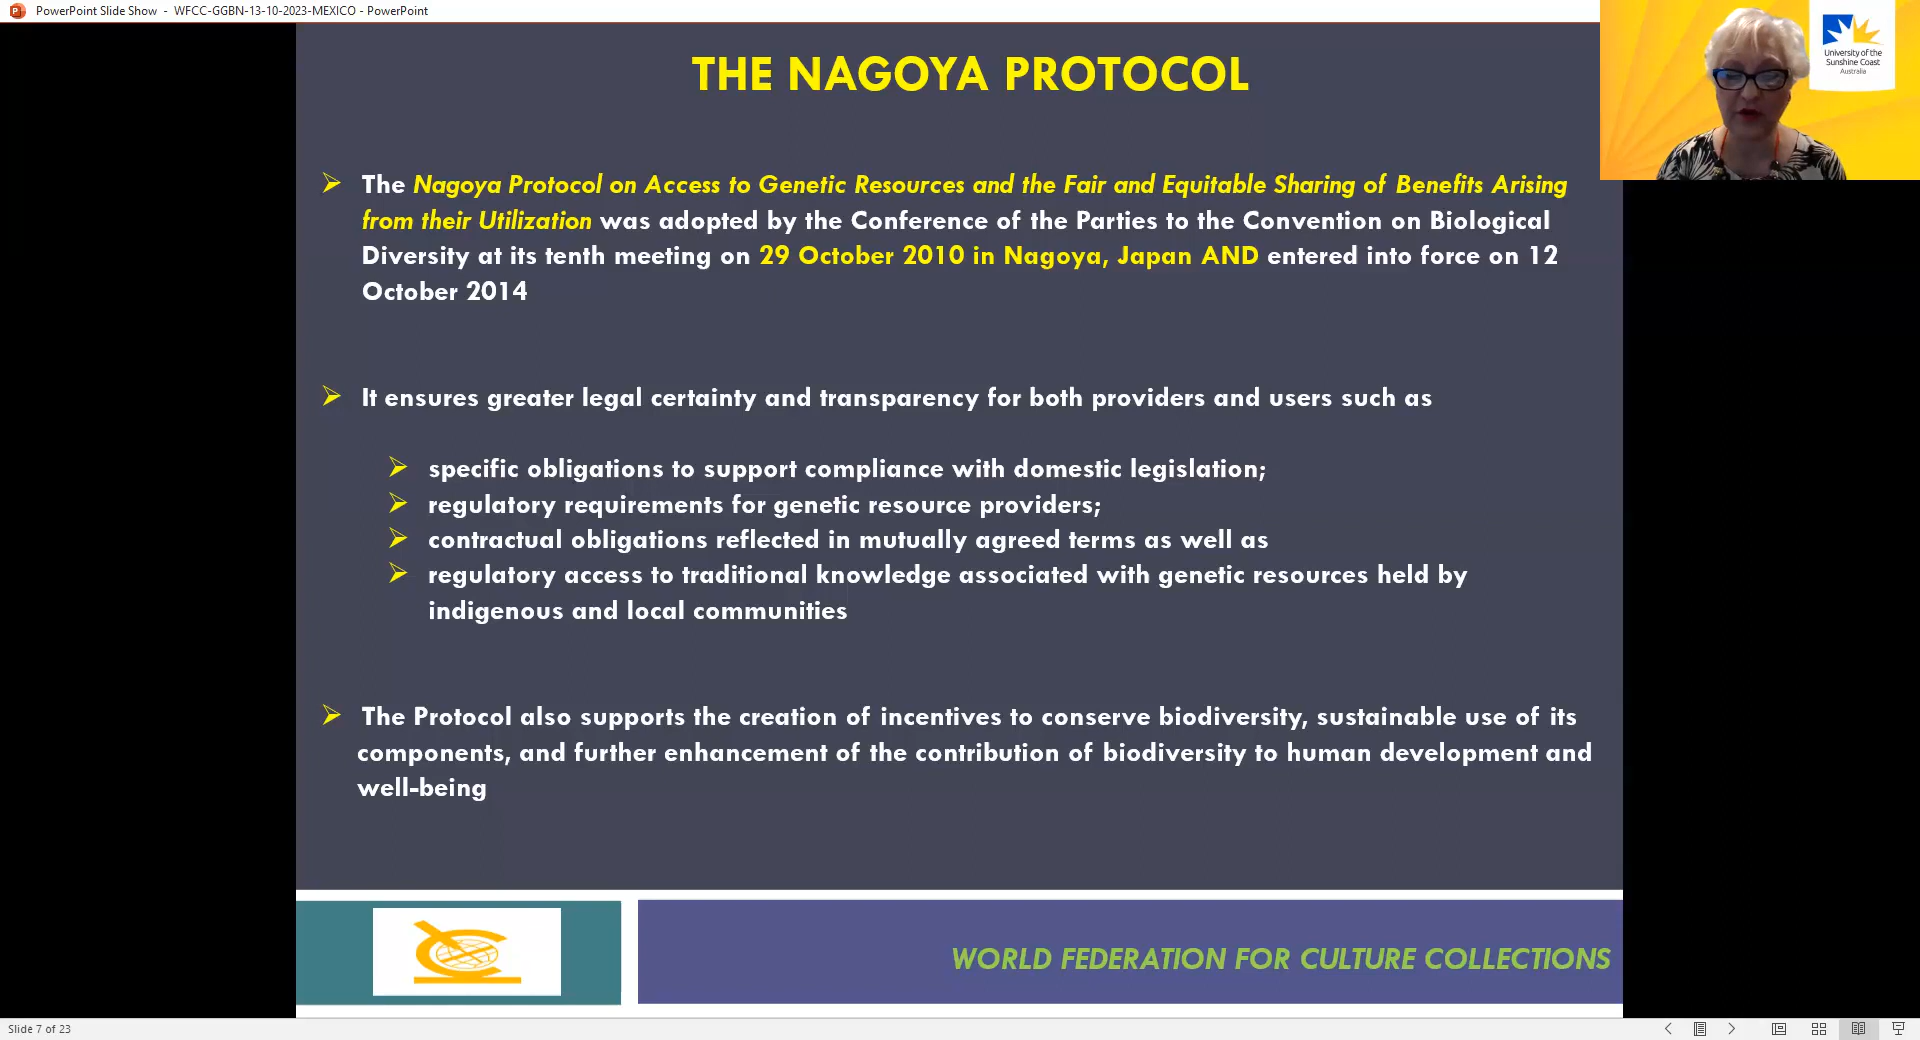 PowerPoint Slide Show - WFCC-GGBN-13-10-2023-MEXICO - PowerPoint
University of the
Sunshine Coast
Australia
THE NAGOYA PROTOCOL
The Nagoya Protocol on Access to Genetic Resources and the Fair and Equitable Sharing of Benefits Arising
from their Utilization was adopted by the Conference of the Parties to the Convention on Biological
Diversity at its tenth meeting on 29 October 2010 in Nagoya, Japan AND entered into force on 12
October 2014
It ensures greater legal certainty and transparency for both providers and users such as
specific obligations to support compliance with domestic legislation;
regulatory requirements for genetic resource providers;
contractual obligations reflected in mutually agreed terms as well as
regulatory access to traditional knowledge associated with genetic resources held by
indigenous and local communities
The Protocol also supports the creation of incentives to conserve biodiversity, sustainable use of its
components, and further enhancement of the contribution of biodiversity to human development and
well-being
WORLD FEDERATION FOR CULTURE COLLECTIONS
Slide 7 of 23